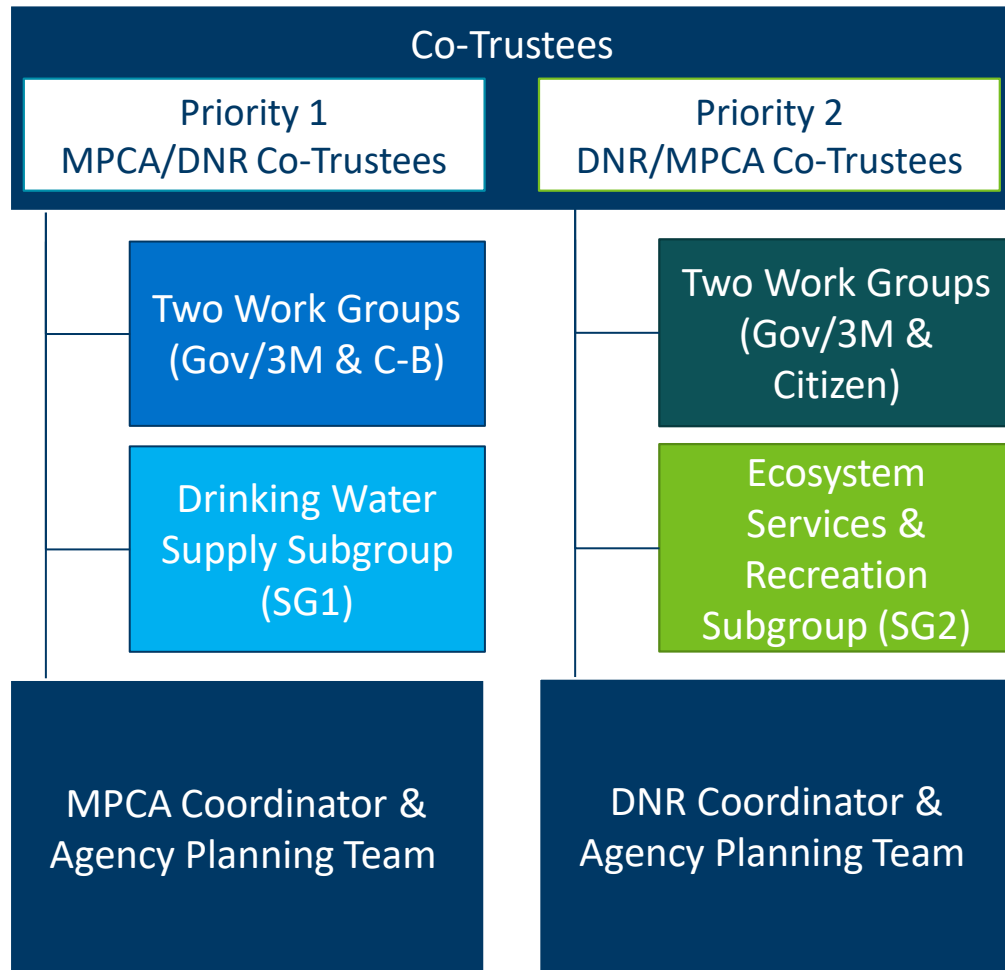 Co-Trustees
Priority 1
MPCA/DNR Co-Trustees
Priority 2
DNR/MPCA Co-Trustees
Two Work Groups
(Gov/3M & C-B)
Two Work Groups
(Gov/3M &
Citizen)
Drinking Water
Supply Subgroup
(SG1)
Ecosystem
Services &
Recreation
Subgroup (SG2)
MPCA Coordinator &
Agency Planning Team
DNR Coordinator &
Agency Planning Team